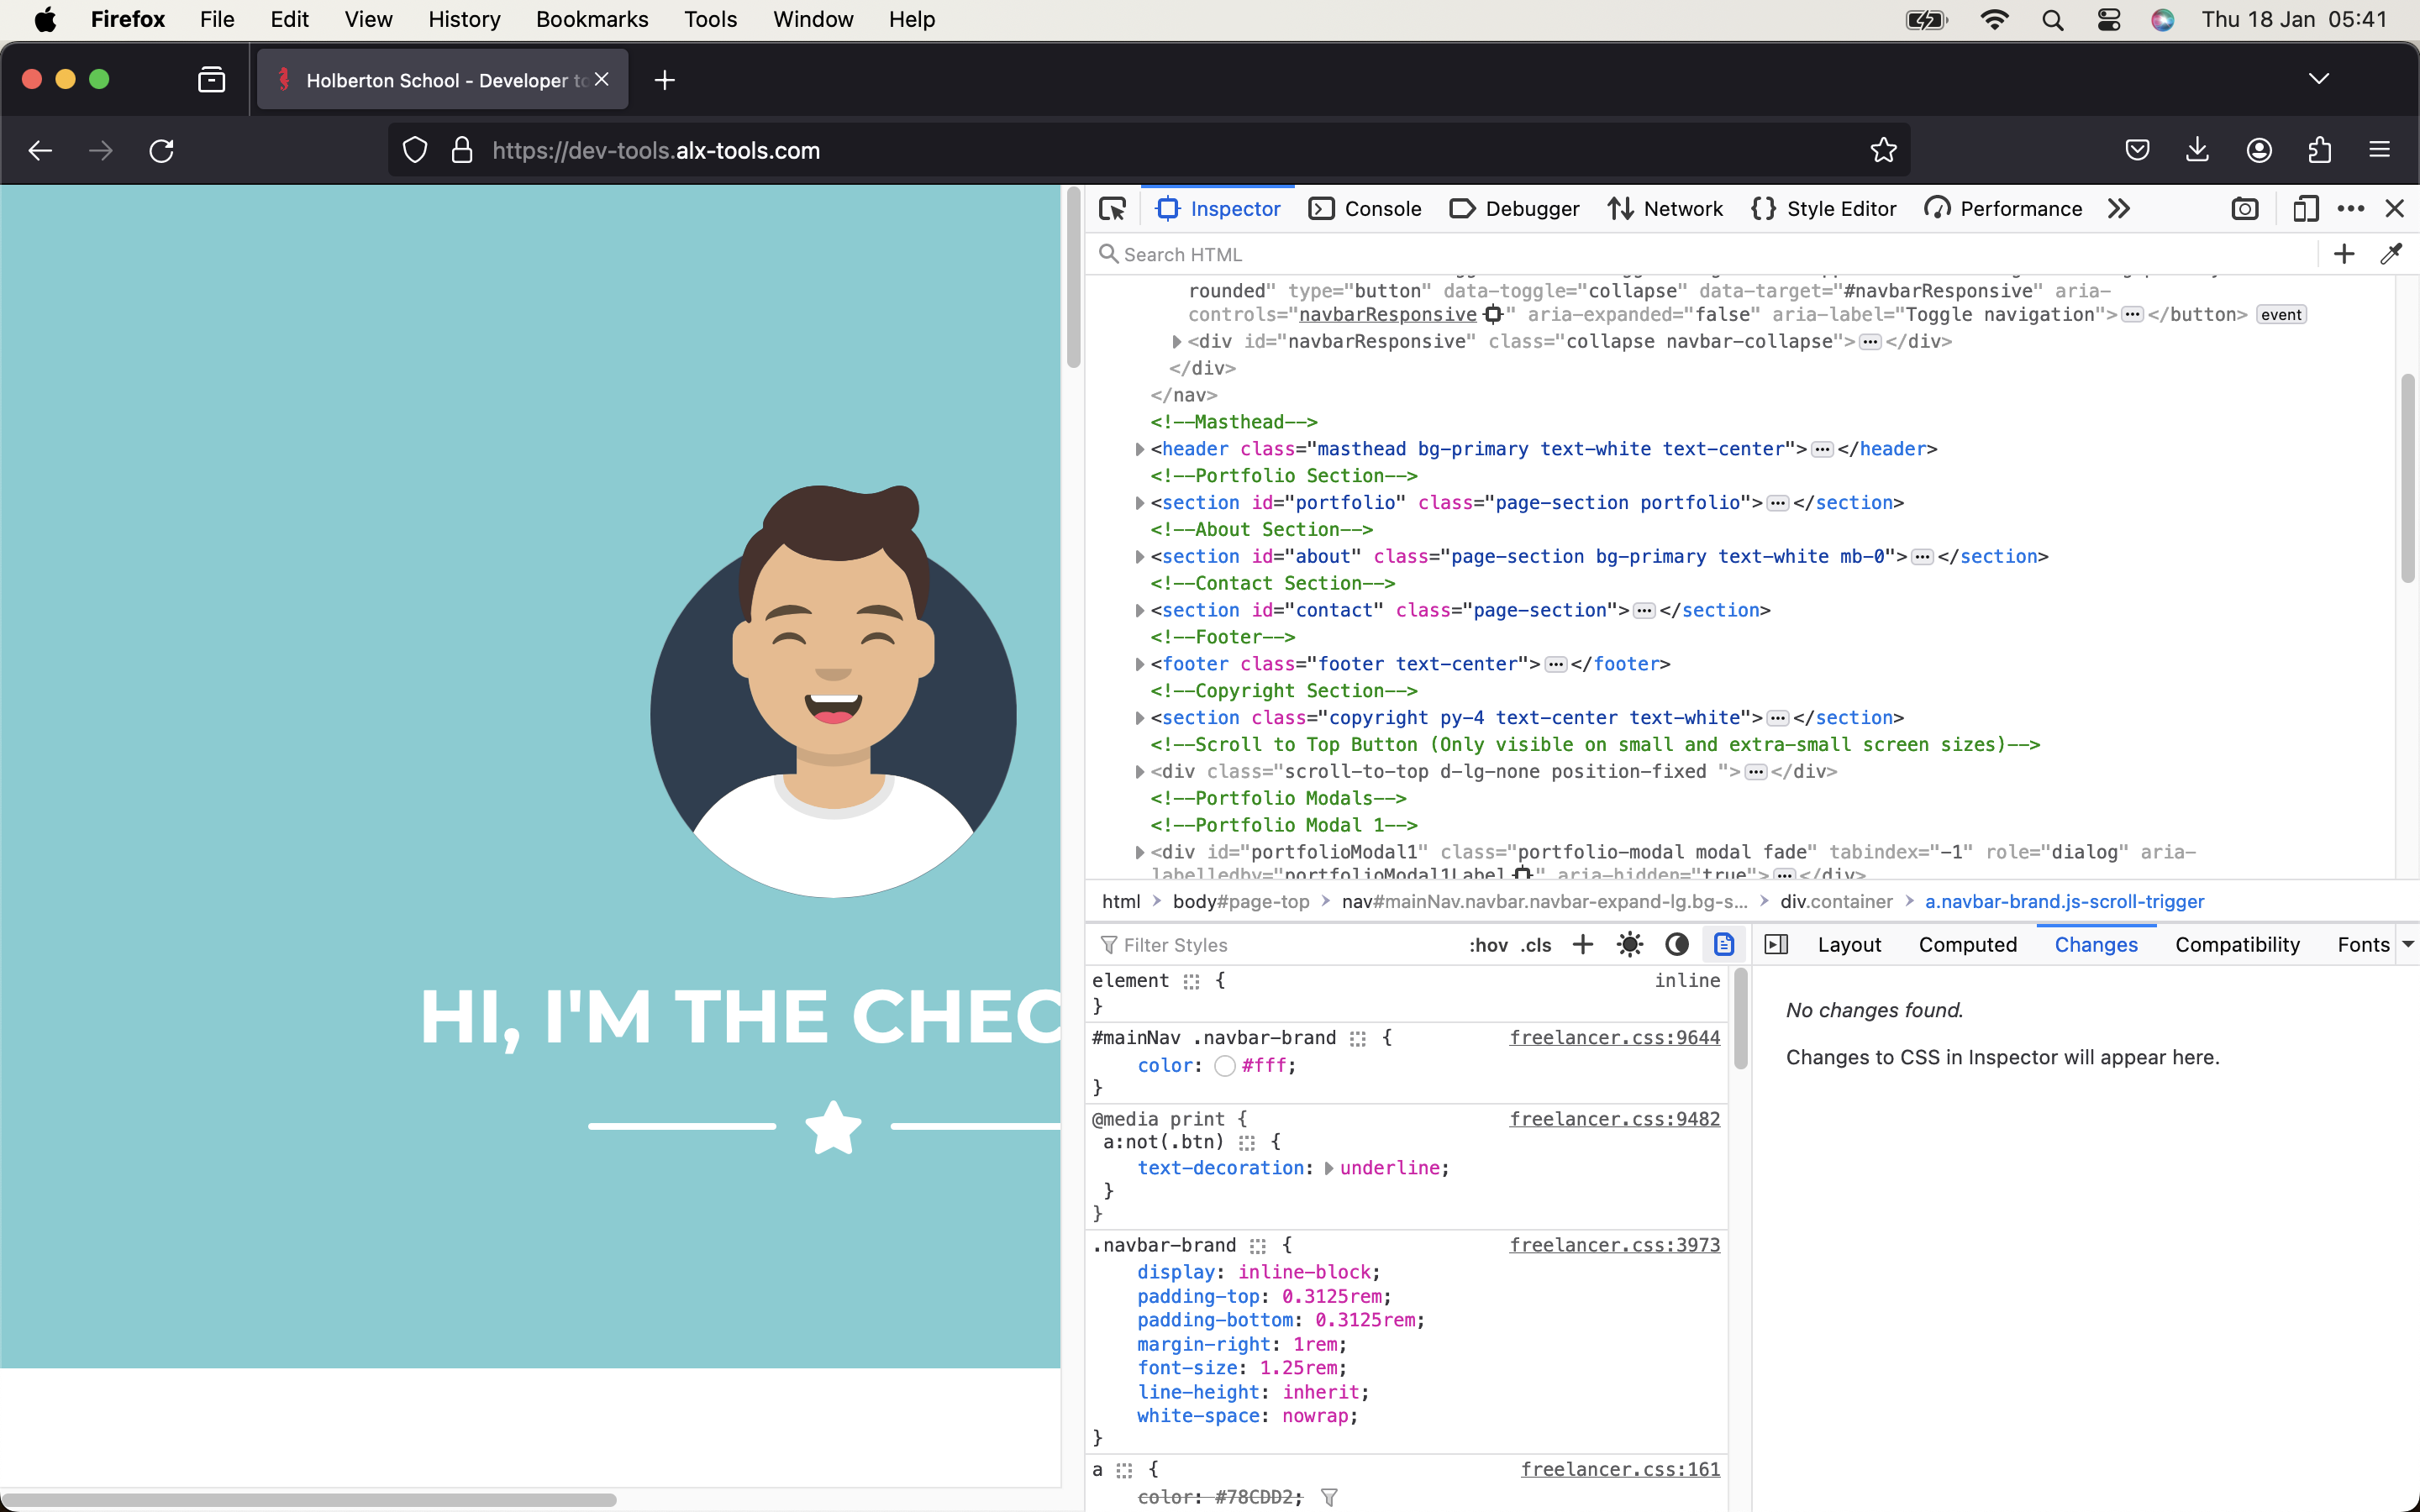 Firefox File Edit View History Bookmarks Tools Window Help Thu 18 Jan 05:41
Holberton School - Developer to
https://dev-tools.alx-tools.com
Inspector Console Debugger Network Style Editor Performance
Search HTML
rounded" type="button" data-toggle="collapse" data-target="#navbarResponsive" aria-
controls="navbarResponsive" aria-expanded="false" aria-label="Toggle navigation"></button> event
<div id="navbarResponsive" class="collapse navbar-collapse"></div>
</div>
</nav>
<!--Masthead-->
<header class="masthead bg-primary text-white text-center"></header>
<!--Portfolio Section-->
<section id="portfolio" class="page-section portfolio"></section>
<!--About Section-->
<section id="about" class="page-section bg-primary text-white mb-0"></section>
<!--Contact Section-->
<section id="contact" class="page-section"></section>
<!--Footer-->
<footer class="footer text-center"></footer>
<!--Copyright Section-->
<section class="copyright py-4 text-center text-white"></section>
<!--Scroll to Top Button (Only visible on small and extra-small screen sizes)-->
<div class="scroll-to-top d-lg-none position-fixed "></div>
<!--Portfolio Modals-->
<!--Portfolio Modal 1-->
<div id="portfolioModal1" class="portfolio-modal modal fade" tabindex="-1" role="dialog" aria-
labelledby="portfolioModal1Label" aria-hidden="true"></div>
html body#page-top nav#mainNav.navbar.navbar-expand-lg.bg-s... div.container a.navbar-brand.js-scroll-trigger
Filter Styles :hov .cls
Layout Computed Changes Compatibility Fonts
element { inline
}
#mainNav .navbar-brand { freelancer.css:9644
color: #fff;
}
@media print { freelancer.css:9482
a:not(.btn) {
text-decoration: underline;
}
}
.navbar-brand { freelancer.css:3973
display: inline-block;
padding-top: 0.3125rem;
padding-bottom: 0.3125rem;
margin-right: 1rem;
font-size: 1.25rem;
line-height: inherit;
white-space: nowrap;
}
a { freelancer.css:161
color: #78CDD2;
No changes found.
Changes to CSS in Inspector will appear here.
HI, I'M THE CHEC